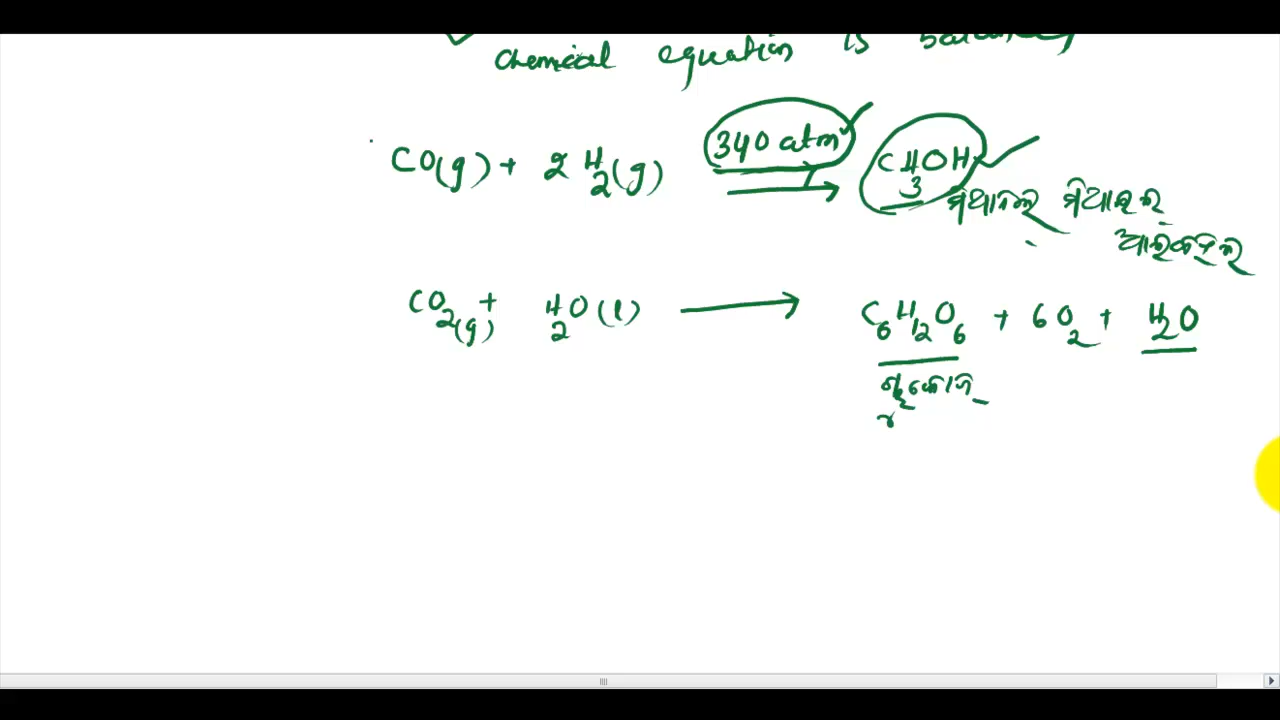 chemical equation is
CO(g) + 2H₂(g) 340 atm → CH₃OH
ମିଥାନଲ୍ ମିଥାଇଲ୍
ଆଲକହଲ୍
CO₂(g) + H₂O(l) → C₆H₁₂O₆ + 6O₂ + H₂O